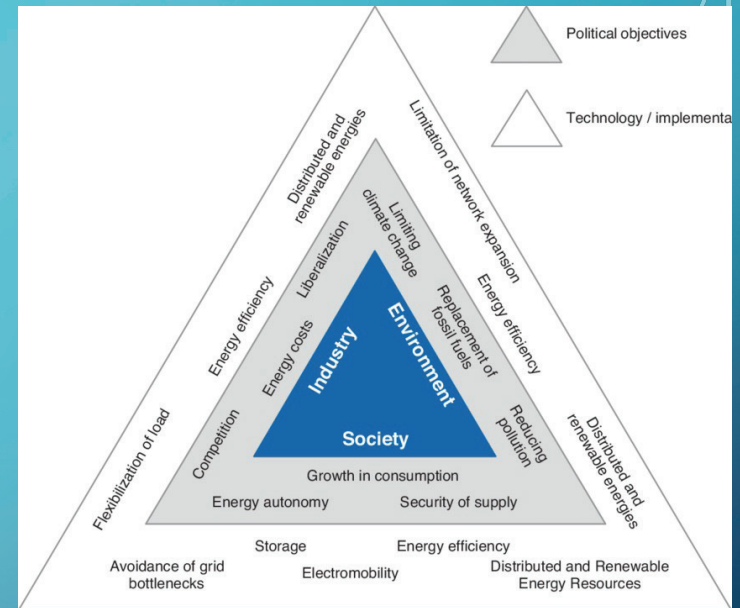 Political objectives
Technology / implementa
Distributed and
renewable energies
Limitation of network expansion
Limiting
climate change
Liberalization
Energy efficiency
Replacement of
fossil fuels
Energy efficiency
Energy costs
Industry
Environment
Competition
Reducing
pollution
Flexibilization of load
Distributed and
renewable energies
Society
Growth in consumption
Energy autonomy
Security of supply
Storage
Energy efficiency
Avoidance of grid
bottlenecks
Electromobility
Distributed and Renewable
Energy Resources